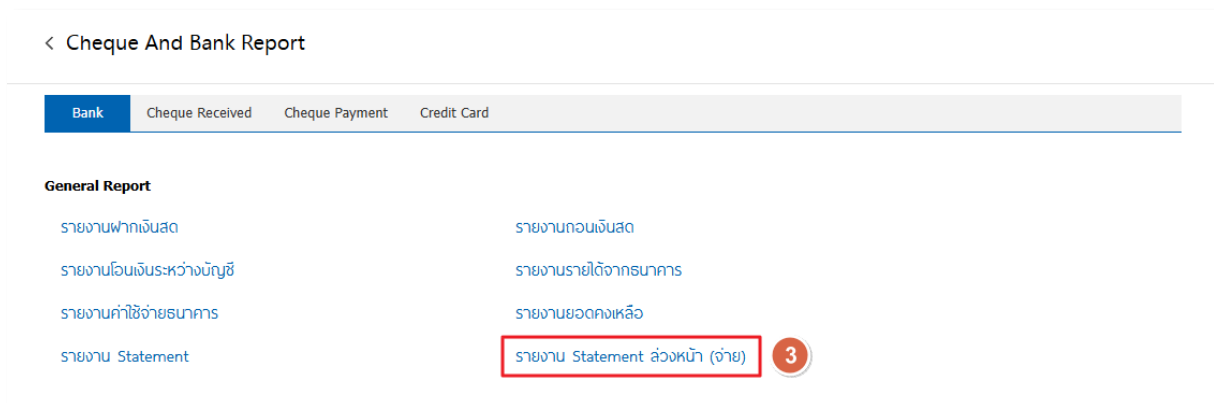 < Cheque And Bank Report
Bank Cheque Received Cheque Payment Credit Card
General Report
รายงานฝากเงินสด รายงานถอนเงินสด
รายงานโอนเงินระหว่างบัญชี รายงานรายได้จากธนาคาร
รายงานค่าใช้จ่ายธนาคาร รายงานยอดคงเหลือ
รายงาน Statement รายงาน Statement ล่วงหน้า (จ่าย) 3